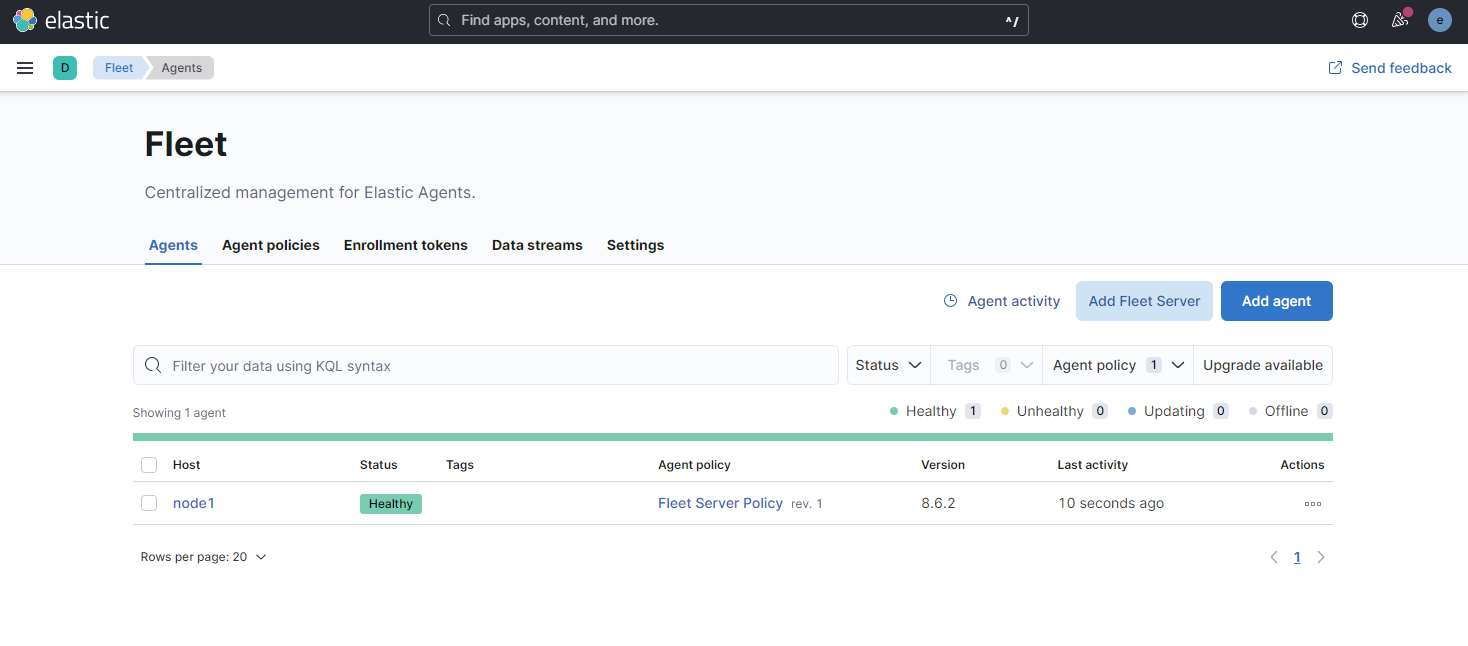 elastic
Find apps, content, and more.
^/
e
D
Fleet
Agents
Send feedback
Fleet
Centralized management for Elastic Agents.
Agents Agent policies Enrollment tokens Data streams Settings
Agent activity Add Fleet Server Add agent
Filter your data using KQL syntax
Status Tags 0 Agent policy 1 Upgrade available
Showing 1 agent
Healthy 1 Unhealthy 0 Updating 0 Offline 0
Host Status Tags Agent policy Version Last activity Actions
node1 Healthy Fleet Server Policy rev. 1 8.6.2 10 seconds ago
Rows per page: 20
1